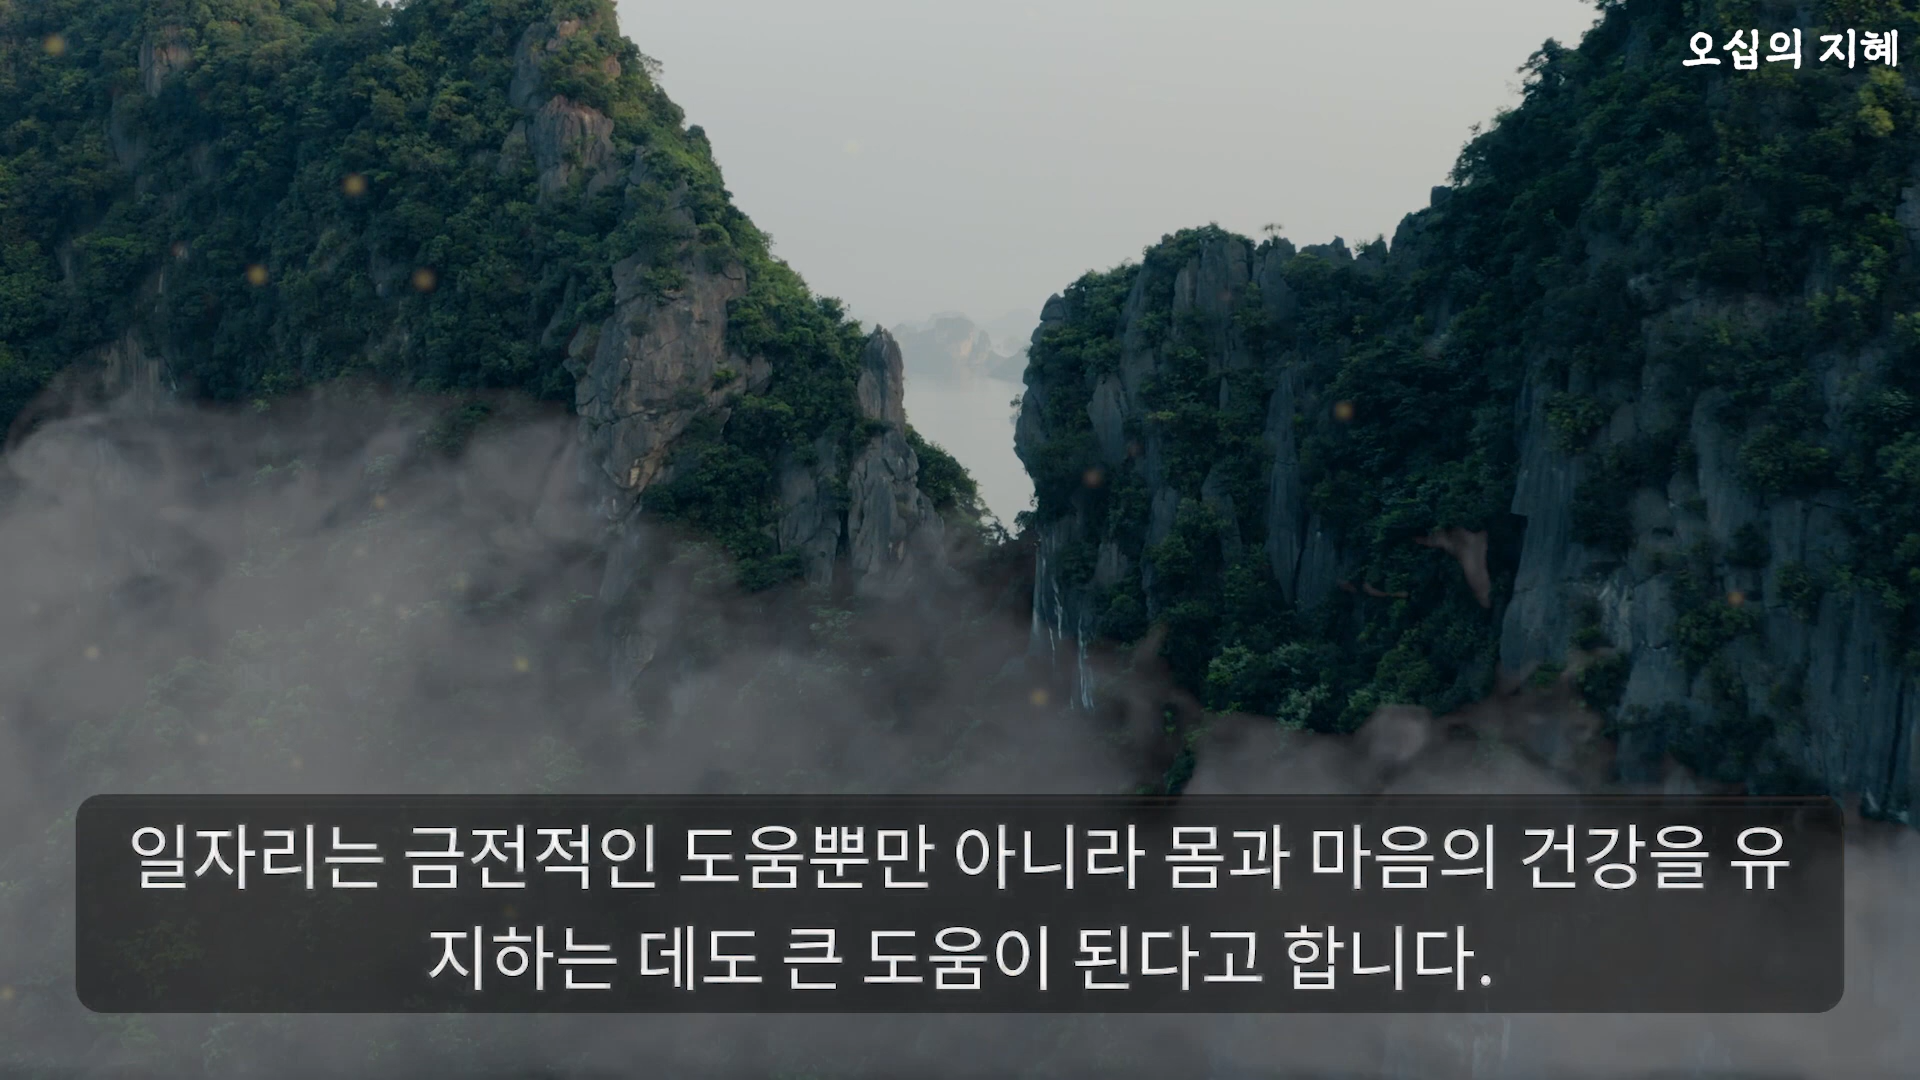 오십의 지혜
일자리는 금전적인 도움뿐만 아니라 몸과 마음의 건강을 유
지하는 데도 큰 도움이 된다고 합니다.